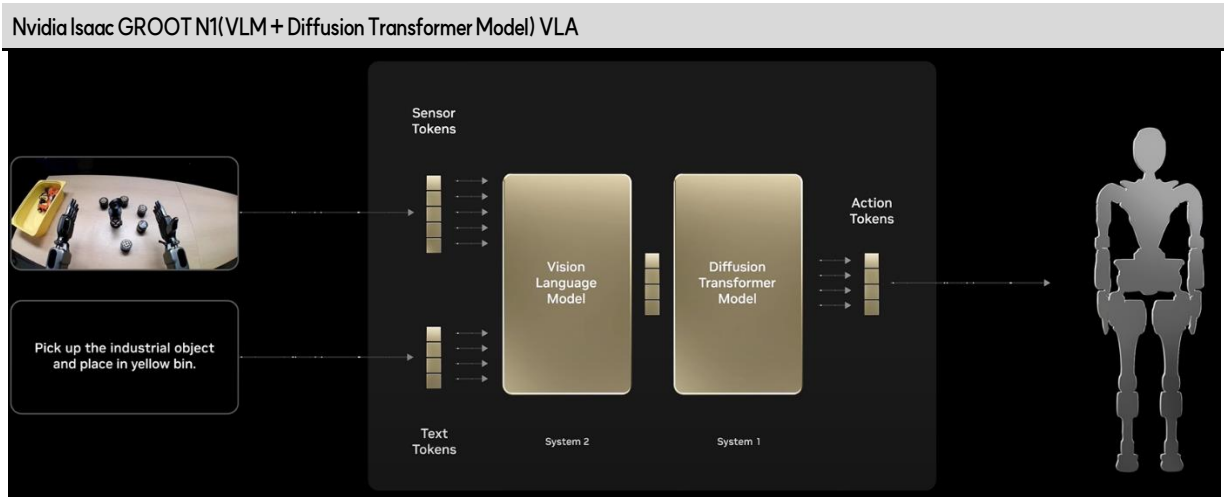 Nvidia Isaac GROOT N1(VLM + Diffusion Transformer Model) VLA
Sensor
Tokens
Pick up the industrial object
and place in yellow bin.
Text
Tokens
Vision
Language
Model
System 2
Diffusion
Transformer
Model
System 1
Action
Tokens